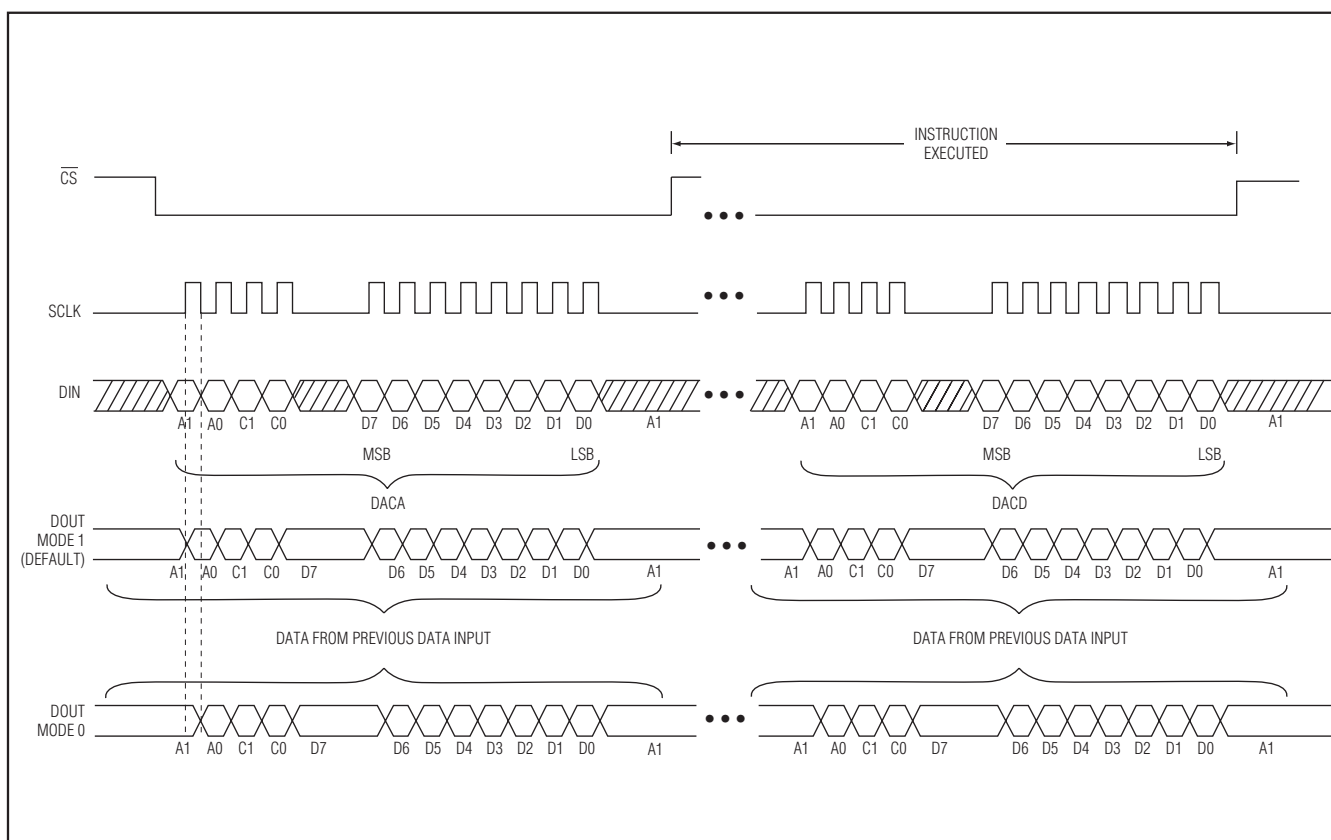 INSTRUCTION
EXECUTED
CS
SCLK
DIN
A1 A0 C1 C0 D7 D6 D5 D4 D3 D2 D1 D0 A1 A1 A0 C1 C0 D7 D6 D5 D4 D3 D2 D1 D0 A1
MSB LSB MSB LSB
DACA DACD
DOUT
MODE 1
(DEFAULT)
A1 A0 C1 C0 D7 D6 D5 D4 D3 D2 D1 D0 A1 A1 A0 C1 C0 D7 D6 D5 D4 D3 D2 D1 D0 A1
DATA FROM PREVIOUS DATA INPUT DATA FROM PREVIOUS DATA INPUT
DOUT
MODE 0
A1 A0 C1 C0 D7 D6 D5 D4 D3 D2 D1 D0 A1 A1 A0 C1 C0 D7 D6 D5 D4 D3 D2 D1 D0 A1